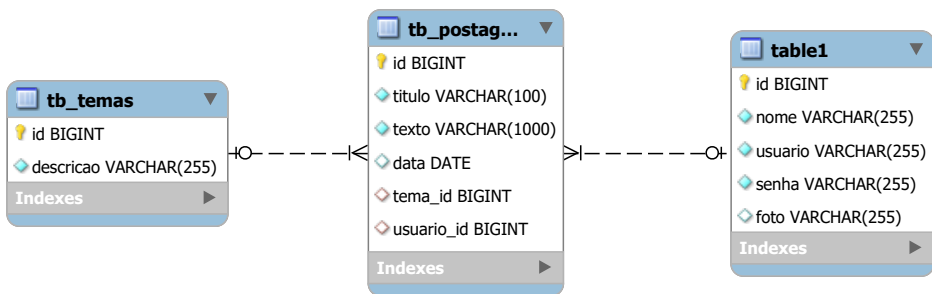 tb_temas
id BIGINT
descricao VARCHAR(255)
Indexes
tb_postag...
id BIGINT
titulo VARCHAR(100)
texto VARCHAR(1000)
data DATE
tema_id BIGINT
usuario_id BIGINT
Indexes
table1
id BIGINT
nome VARCHAR(255)
usuario VARCHAR(255)
senha VARCHAR(255)
foto VARCHAR(255)
Indexes